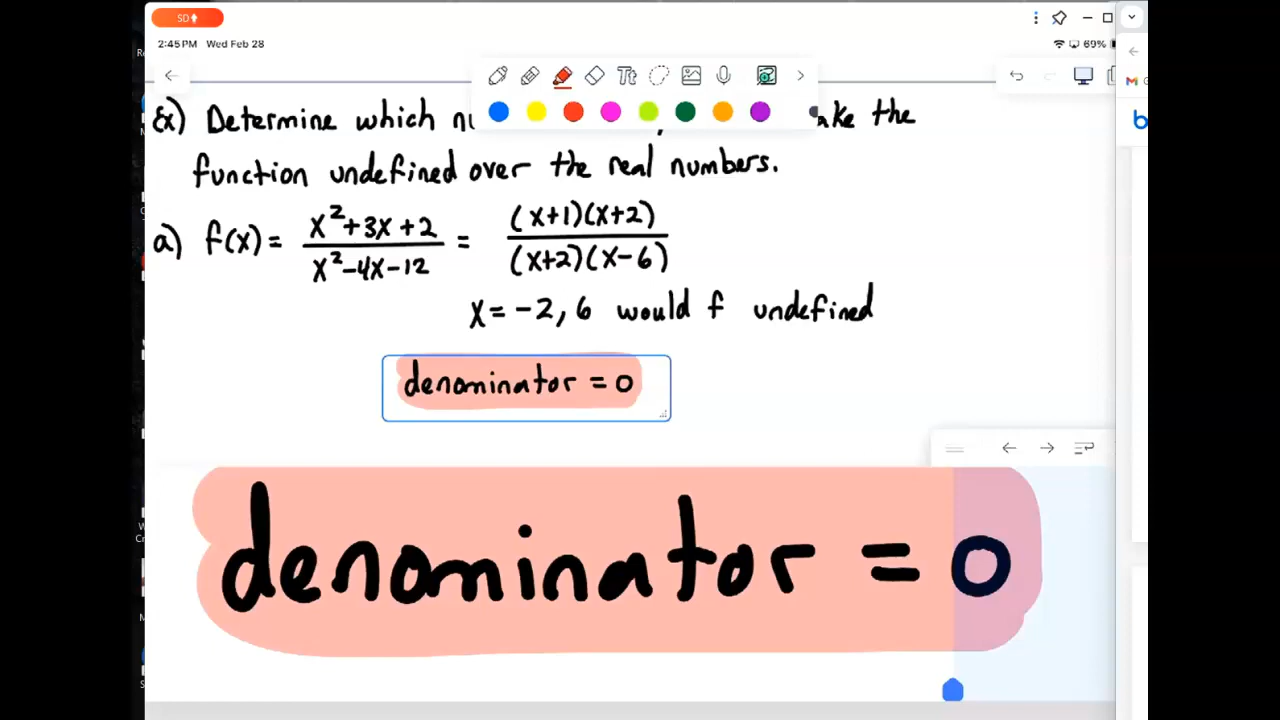 SD
2:45 PM Wed Feb 28
69%
Ex) Determine which ake the
function undefined over the real numbers.
a) f(x) = x²+3x+2 / x²-4x-12 = (x+1)(x+2) / (x+2)(x-6)
x = -2, 6 would f undefined
denominator = 0
denominator = 0